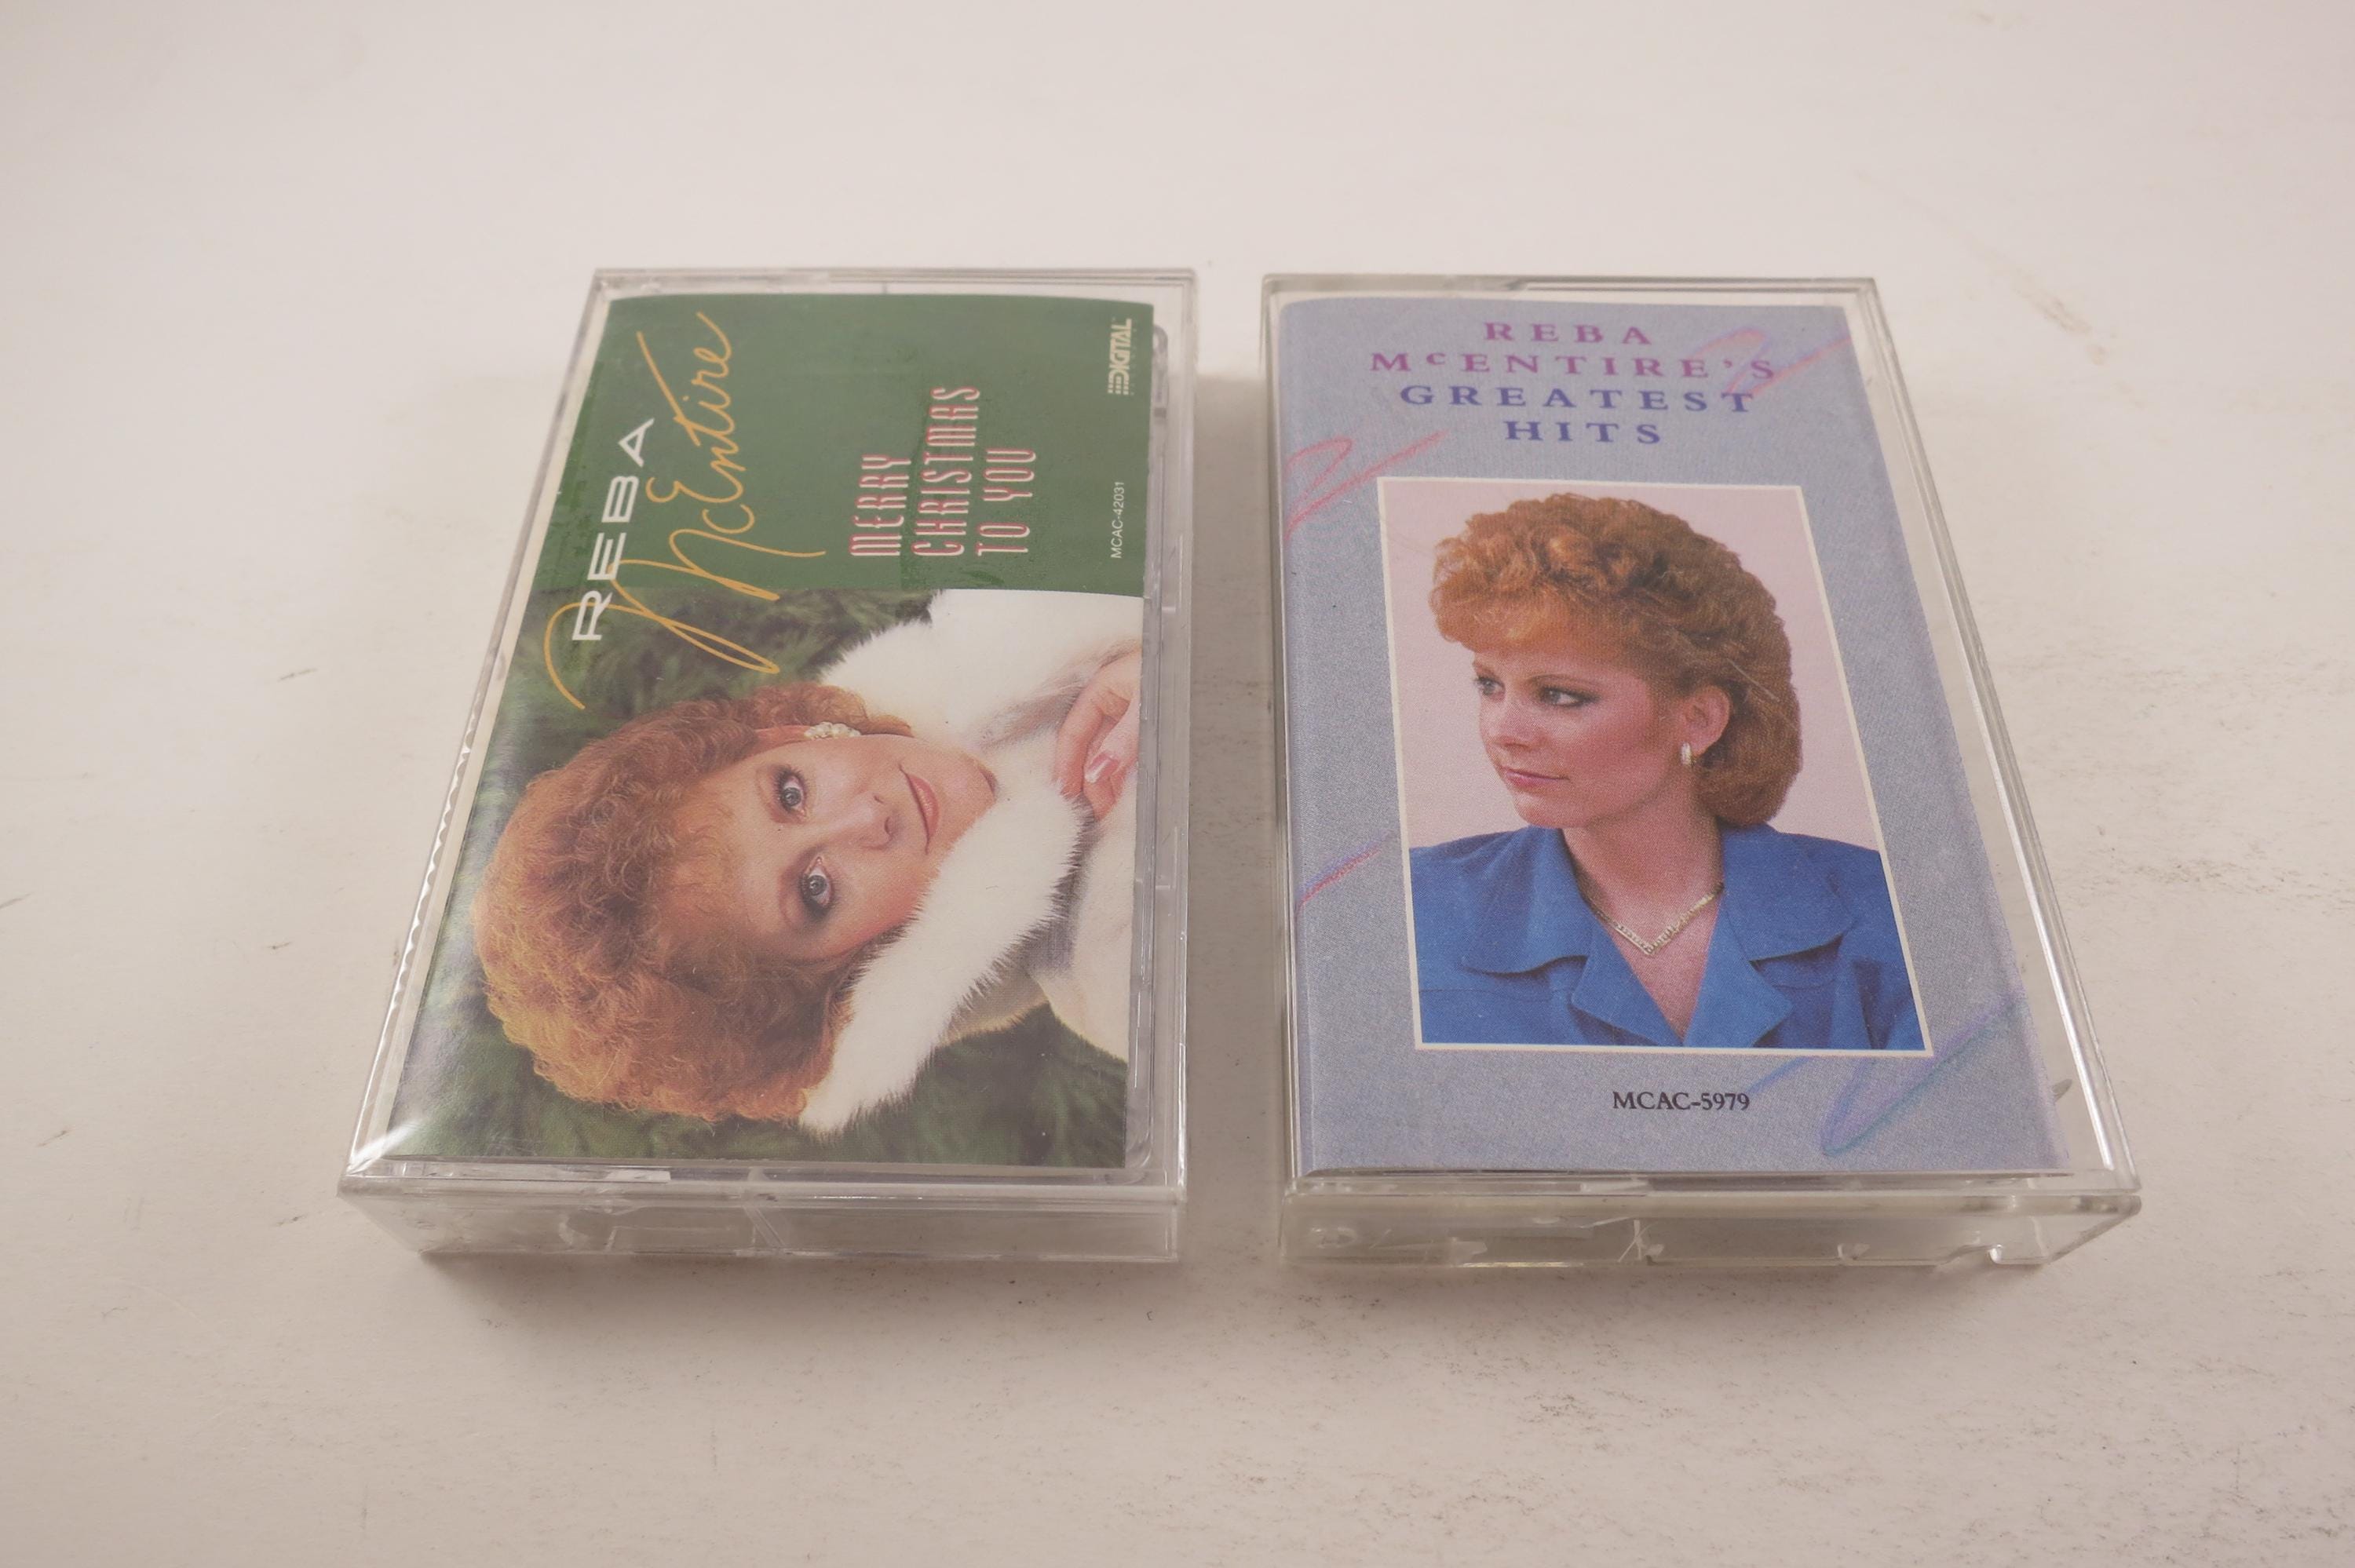 REBA
McEntire
MERRY
CHRISTMAS
TO YOU
MCAC-42031
DIGITAL
REBA
McENTIRE'S
GREATEST
HITS
MCAC-5979